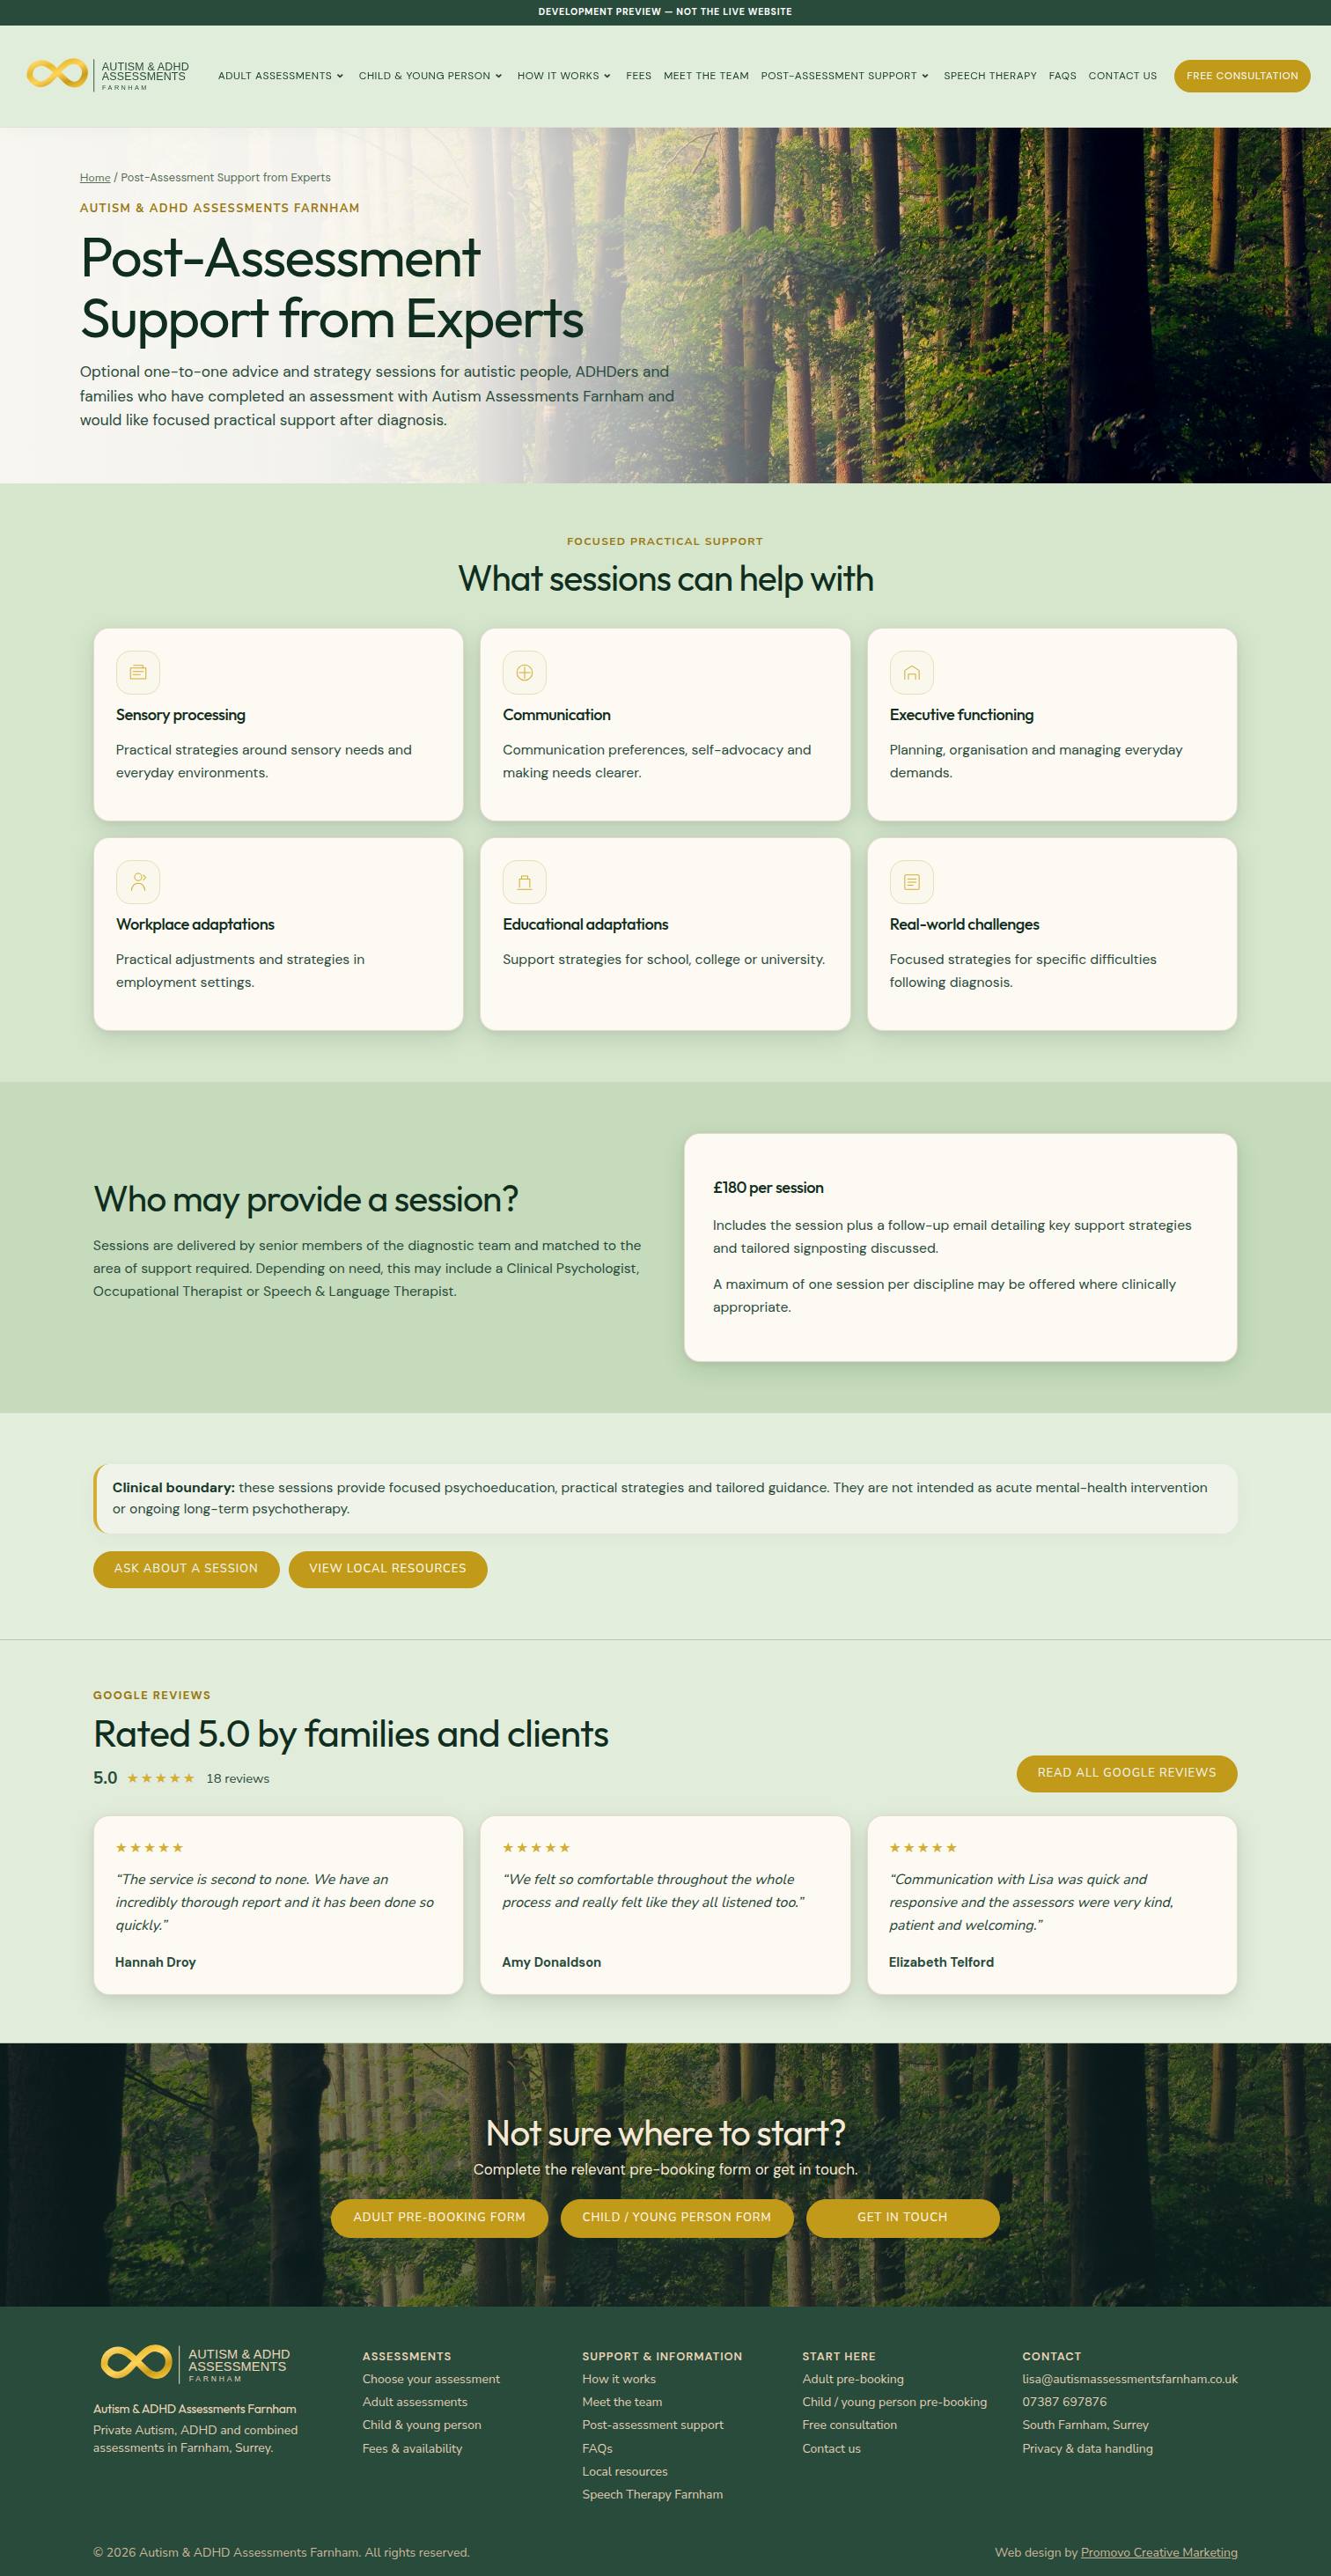 DEVELOPMENT PREVIEW — NOT THE LIVE WEBSITE
AUTISM & ADHD
ASSESSMENTS
FARNHAM
ADULT ASSESSMENTS
CHILD & YOUNG PERSON
HOW IT WORKS
FEES
MEET THE TEAM
POST-ASSESSMENT SUPPORT
SPEECH THERAPY
FAQS
CONTACT US
FREE CONSULTATION
Home / Post-Assessment Support from Experts
AUTISM & ADHD ASSESSMENTS FARNHAM
Post-Assessment
Support from Experts
Optional one-to-one advice and strategy sessions for autistic people, ADHDers and
families who have completed an assessment with Autism Assessments Farnham and
would like focused practical support after diagnosis.
FOCUSED PRACTICAL SUPPORT
What sessions can help with
Sensory processing
Practical strategies around sensory needs and
everyday environments.
Communication
Communication preferences, self-advocacy and
making needs clearer.
Executive functioning
Planning, organisation and managing everyday
demands.
Workplace adaptations
Practical adjustments and strategies in
employment settings.
Educational adaptations
Support strategies for school, college or university.
Real-world challenges
Focused strategies for specific difficulties
following diagnosis.
Who may provide a session?
Sessions are delivered by senior members of the diagnostic team and matched to the
area of support required. Depending on need, this may include a Clinical Psychologist,
Occupational Therapist or Speech & Language Therapist.
£180 per session
Includes the session plus a follow-up email detailing key support strategies
and tailored signposting discussed.
A maximum of one session per discipline may be offered where clinically
appropriate.
Clinical boundary: these sessions provide focused psychoeducation, practical strategies and tailored guidance. They are not intended as acute mental-health intervention
or ongoing long-term psychotherapy.
ASK ABOUT A SESSION
VIEW LOCAL RESOURCES
GOOGLE REVIEWS
Rated 5.0 by families and clients
5.0 ★★★★★ 18 reviews
READ ALL GOOGLE REVIEWS
★★★★★
“The service is second to none. We have an
incredibly thorough report and it has been done so
quickly.”
Hannah Droy
★★★★★
“We felt so comfortable throughout the whole
process and really felt like they all listened too.”
Amy Donaldson
★★★★★
“Communication with Lisa was quick and
responsive and the assessors were very kind,
patient and welcoming.”
Elizabeth Telford
Not sure where to start?
Complete the relevant pre-booking form or get in touch.
ADULT PRE-BOOKING FORM
CHILD / YOUNG PERSON FORM
GET IN TOUCH
AUTISM & ADHD
ASSESSMENTS
FARNHAM
Autism & ADHD Assessments Farnham
Private Autism, ADHD and combined
assessments in Farnham, Surrey.
ASSESSMENTS
Choose your assessment
Adult assessments
Child & young person
Fees & availability
SUPPORT & INFORMATION
How it works
Meet the team
Post-assessment support
FAQs
Local resources
Speech Therapy Farnham
START HERE
Adult pre-booking
Child / young person pre-booking
Free consultation
Contact us
CONTACT
lisa@autismassessmentsfarnham.co.uk
07387 697876
South Farnham, Surrey
Privacy & data handling
© 2026 Autism & ADHD Assessments Farnham. All rights reserved.
Web design by Promovo Creative Marketing